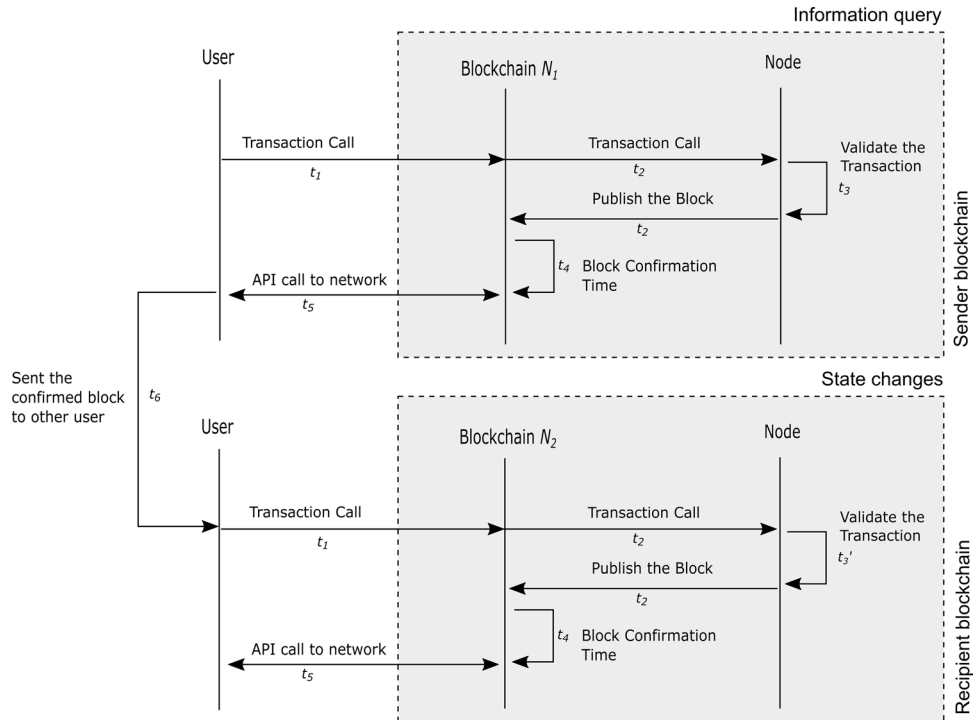 Information query
User
Blockchain N1
Node
Transaction Call
t1
Transaction Call
t2
Validate the
Transaction
t3
Publish the Block
t2
t4
Block Confirmation
Time
API call to network
t5
Sender blockchain
Sent the
confirmed block
to other user
t6
State changes
User
Blockchain N2
Node
Transaction Call
t1
Transaction Call
t2
Validate the
Transaction
t3'
Publish the Block
t2
t4
Block Confirmation
Time
API call to network
t5
Recipient blockchain